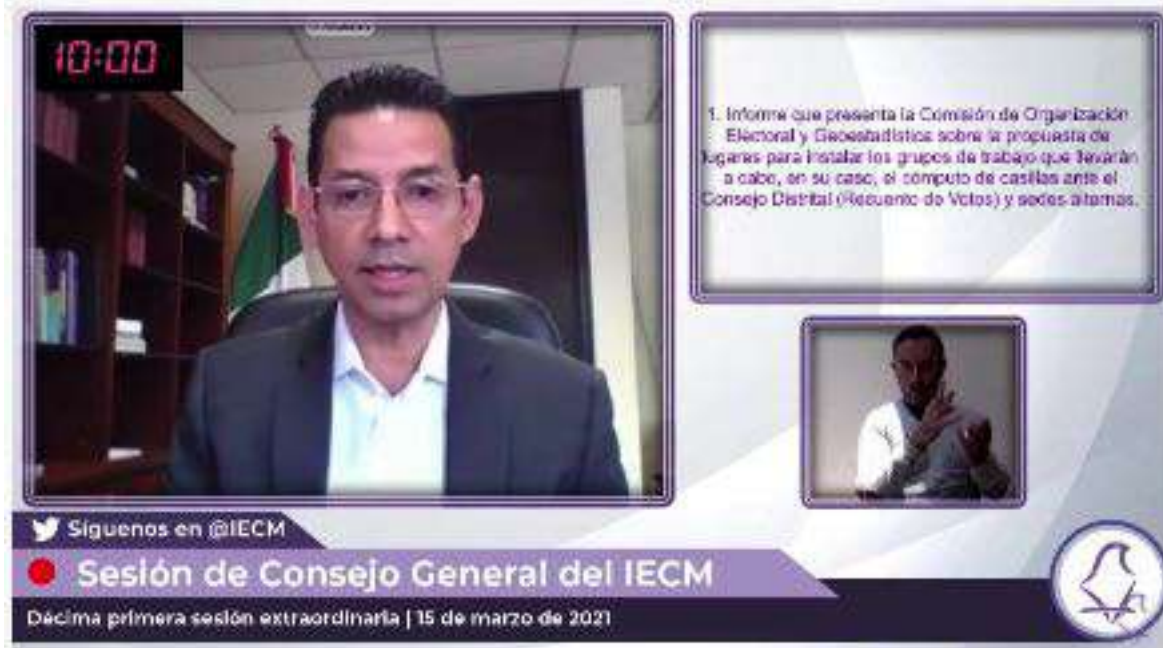 10:00
1. Informe que presenta la Comisión de Organización
Electoral y Geoestadística sobre la propuesta de
lugares para instalar los grupos de trabajo que llevarán
a cabo, en su caso, el cómputo de casillas ante el
Consejo Distrital (Recuento de Votos) y sedes alternas.
Síguenos en @IECM
Sesión de Consejo General del IECM
Décima primera sesión extraordinaria | 15 de marzo de 2021